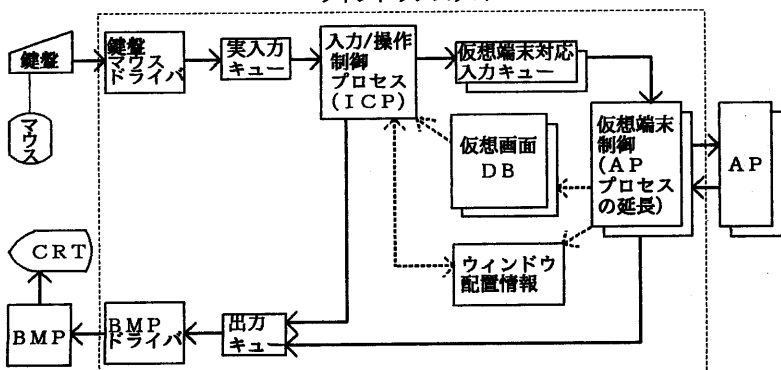 鍵盤
マウス
鍵盤
マウス
ドライバ
実入力
キュー
入力/操作
制御
プロセス
(ICP)
仮想端末対応
入力キュー
仮想画面
DB
仮想端末
制御
(AP
プロセス
の延長)
AP
ウィンドウ
配置情報
CRT
BMP
BMP
ドライバ
出力
キュー